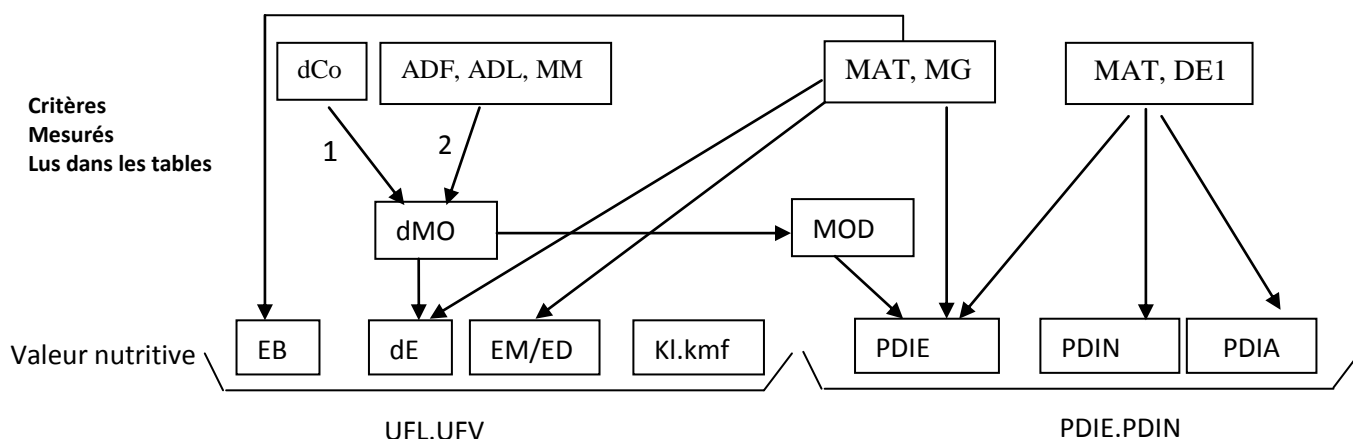 dCo
ADF, ADL, MM
MAT, MG
MAT, DE1
Critères
Mesurés
Lus dans les tables
1
2
dMO
MOD
Valeur nutritive
EB
dE
EM/ED
Kl.kmf
PDIE
PDIN
PDIA
UFL.UFV
PDIE.PDIN